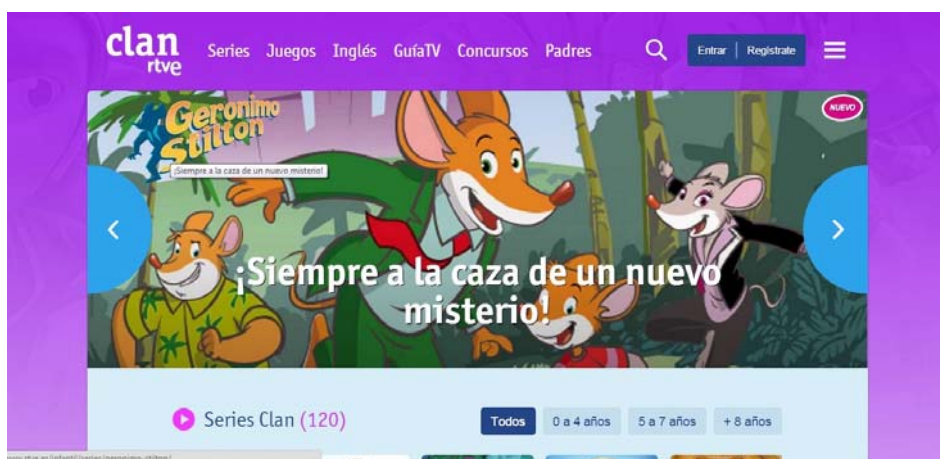 clan
rtve
Series Juegos Inglés GuíaTV Concursos Padres
Entrar | Regístrate
Geronimo
Stilton
NUEVO
¡Siempre a la caza de un nuevo misterio!
¡Siempre a la caza de un nuevo
misterio!
Series Clan (120)
Todos 0 a 4 años 5 a 7 años + 8 años